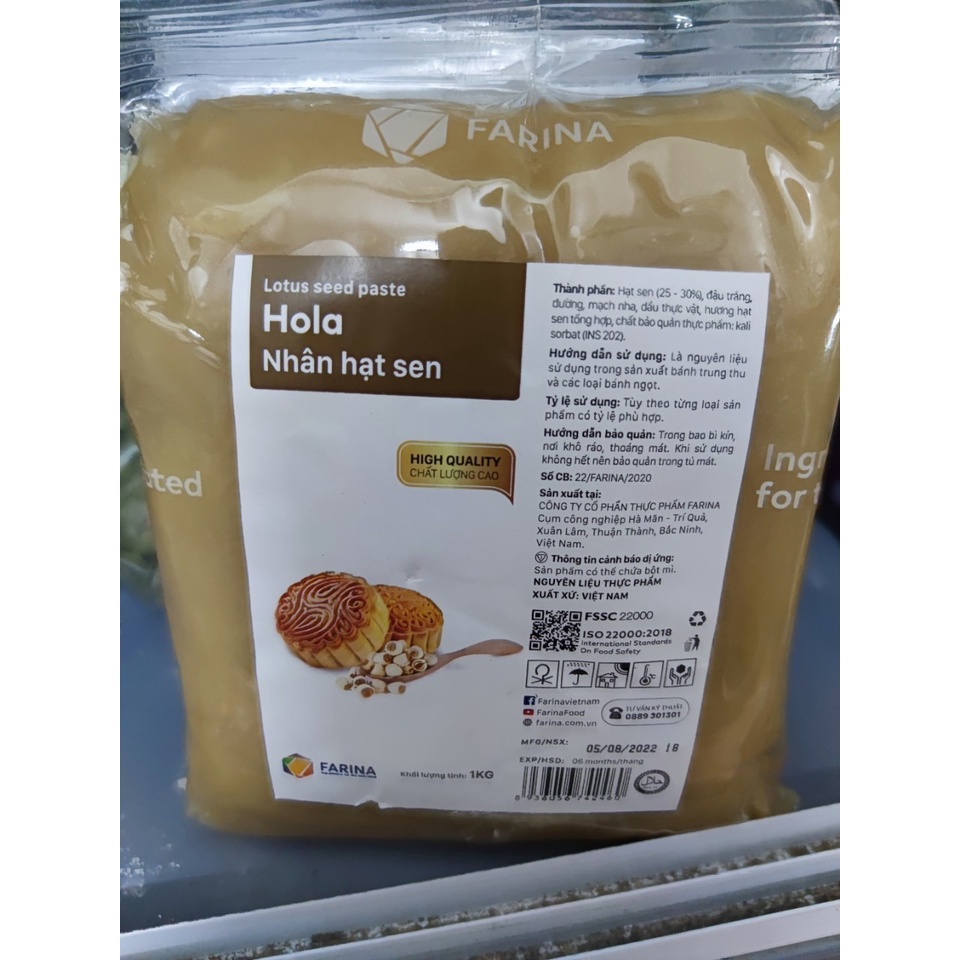 FARINA
Lotus seed paste
Hola
Nhân hạt sen
HIGH QUALITY
CHẤT LƯỢNG CAO
FARINA
Khối lượng tịnh: 1KG
Thành phần: Hạt sen (25 - 30%), đậu trắng,
đường, mạch nha, dầu thực vật, hương hạt
sen tổng hợp, chất bảo quản thực phẩm: kali
sorbat (INS 202).
Hướng dẫn sử dụng: Là nguyên liệu
sử dụng trong sản xuất bánh trung thu
và các loại bánh ngọt.
Tỷ lệ sử dụng: Tùy theo từng loại sản
phẩm có tỷ lệ phù hợp.
Hướng dẫn bảo quản: Trong bao bì kín,
nơi khô ráo, thoáng mát. Khi sử dụng
không hết nên bảo quản trong tủ mát.
Số CB: 22/FARINA/2020
Sản xuất tại:
CÔNG TY CỔ PHẦN THỰC PHẨM FARINA
Cụm công nghiệp Hà Mãn - Trí Quả,
Xuân Lâm, Thuận Thành, Bắc Ninh,
Việt Nam.
Thông tin cảnh báo dị ứng:
Sản phẩm có thể chứa bột mì.
NGUYÊN LIỆU THỰC PHẨM
XUẤT XỨ: VIỆT NAM
FSSC 22000
ISO 22000:2018
International Standards
On Food Safety
Farinavietnam
FarinaFood
farina.com.vn
TƯ VẤN KỸ THUẬT
0889 301301
MFG/NSX: 05/08/2022 18
EXP/HSD: 06 months/tháng
for